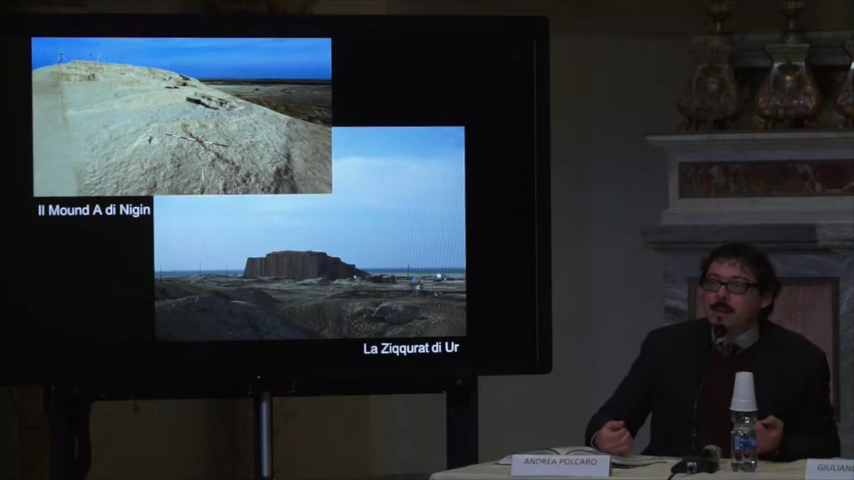 Il Mound A di Nigin
La Ziqqurat di Ur
ANDREA POLCARO
GIULIAN